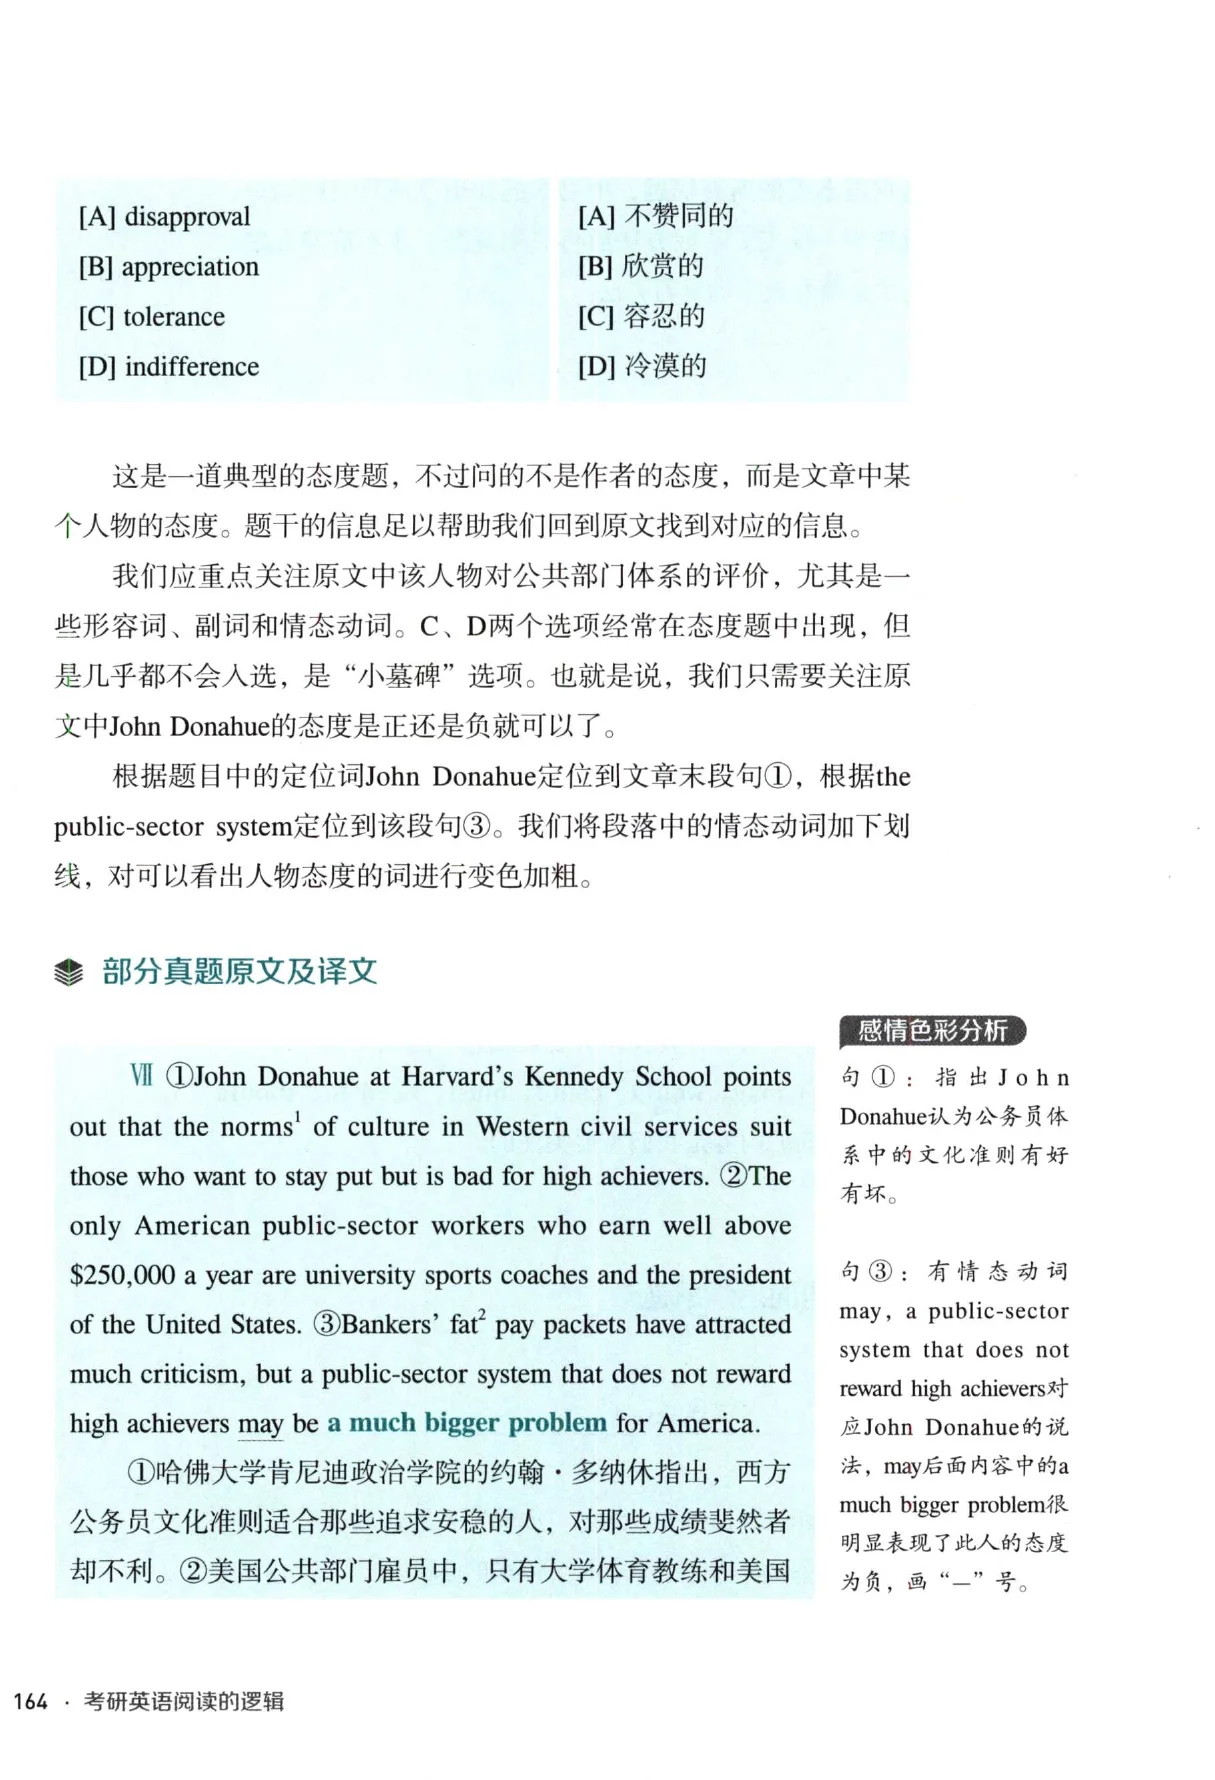 [A] disapproval
[B] appreciation
[C] tolerance
[D] indifference
[A] 不赞同的
[B] 欣赏的
[C] 容忍的
[D] 冷漠的
这是一道典型的态度题，不过问的不是作者的态度，而是文章中某
个人物的态度。题干的信息足以帮助我们回到原文找到对应的信息。
我们应重点关注原文中该人物对公共部门体系的评价，尤其是一
些形容词、副词和情态动词。C、D两个选项经常在态度题中出现，但
是几乎都不会入选，是“小墓碑”选项。也就是说，我们只需要关注原
文中John Donahue的态度是正还是负就可以了。
根据题目中的定位词John Donahue定位到文章末段句①，根据the
public-sector system定位到该段句③。我们将段落中的情态动词加下划
线，对可以看出人物态度的词进行变色加粗。
部分真题原文及译文
Ⅶ ①John Donahue at Harvard’s Kennedy School points
out that the norms¹ of culture in Western civil services suit
those who want to stay put but is bad for high achievers. ②The
only American public-sector workers who earn well above
$250,000 a year are university sports coaches and the president
of the United States. ③Bankers’ fat² pay packets have attracted
much criticism, but a public-sector system that does not reward
high achievers may be a much bigger problem for America.
①哈佛大学肯尼迪政治学院的约翰·多纳休指出，西方
公务员文化准则适合那些追求安稳的人，对那些成绩斐然者
却不利。②美国公共部门雇员中，只有大学体育教练和美国
感情色彩分析
句①：指出John
Donahue认为公务员体
系中的文化准则有好
有坏。
句③：有情态动词
may，a public-sector
system that does not
reward high achievers对
应John Donahue的说
法，may后面内容中的a
much bigger problem很
明显表现了此人的态度
为负，画“—”号。
164 · 考研英语阅读的逻辑